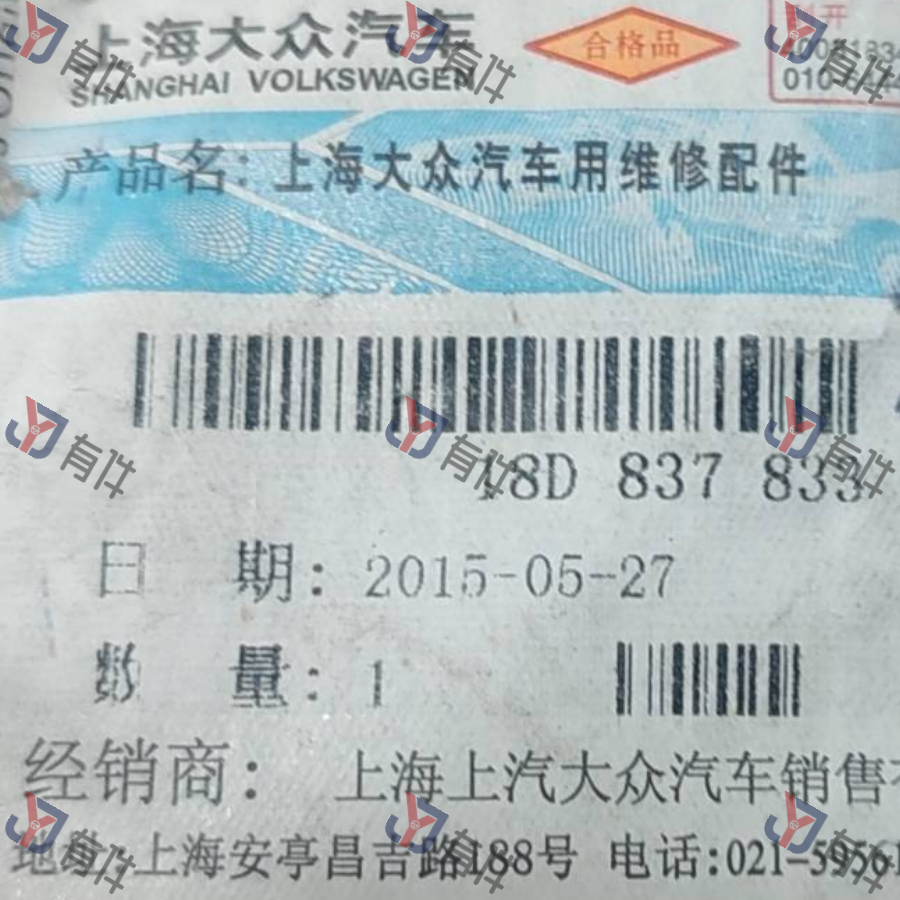 上海大众汽车
SHANGHAI VOLKSWAGEN
合格品
产品名: 上海大众汽车用维修配件
18D 837 833
日 期: 2015-05-27
数 量: 1
经销商: 上海上汽大众汽车销售
地址:上海安亭昌吉路188号 电话:021-5956
有件